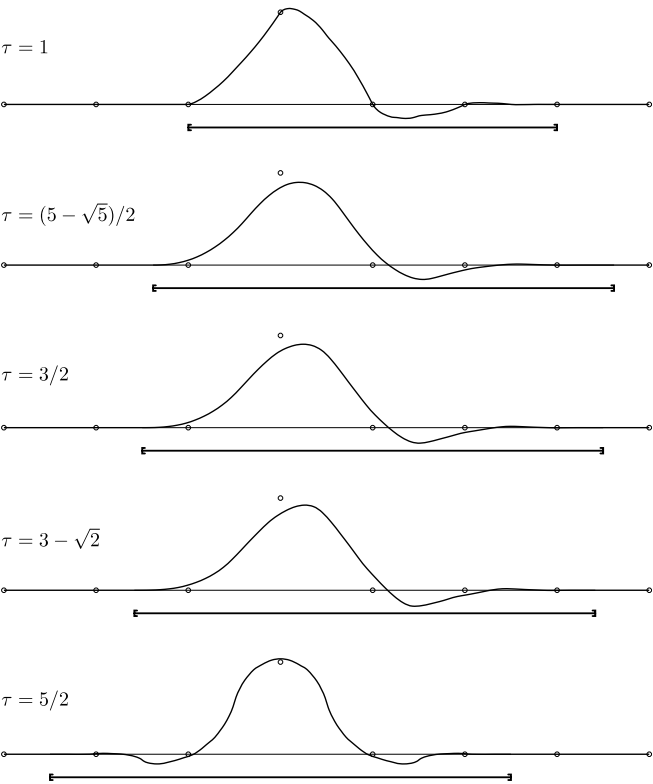 τ = 1
τ = (5 − √5)/2
τ = 3/2
τ = 3 − √2
τ = 5/2